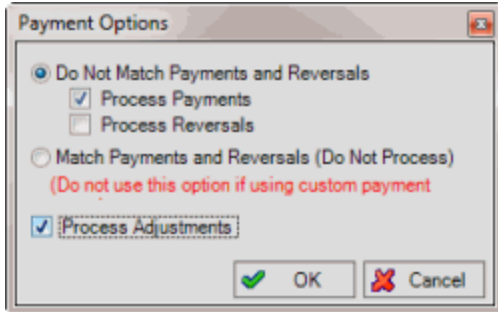 Payment Options
Do Not Match Payments and Reversals
Process Payments
Process Reversals
Match Payments and Reversals (Do Not Process)
(Do not use this option if using custom payment
Process Adjustments
OK
Cancel